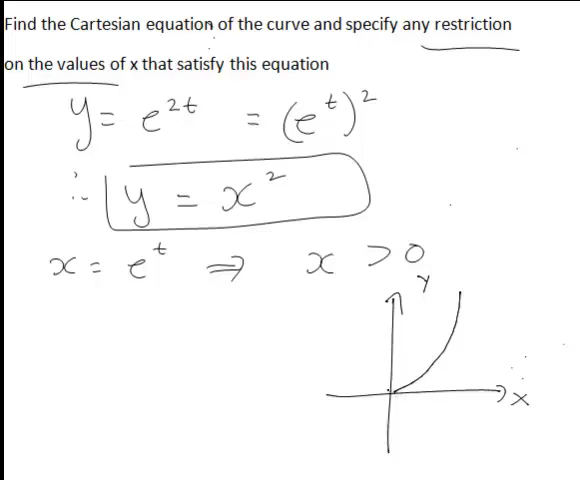 Find the Cartesian equation of the curve and specify any restriction
on the values of x that satisfy this equation
y = e^{2t} = (e^t)^2
∴ y = x^2
x = e^t ⇒ x > 0
y
x